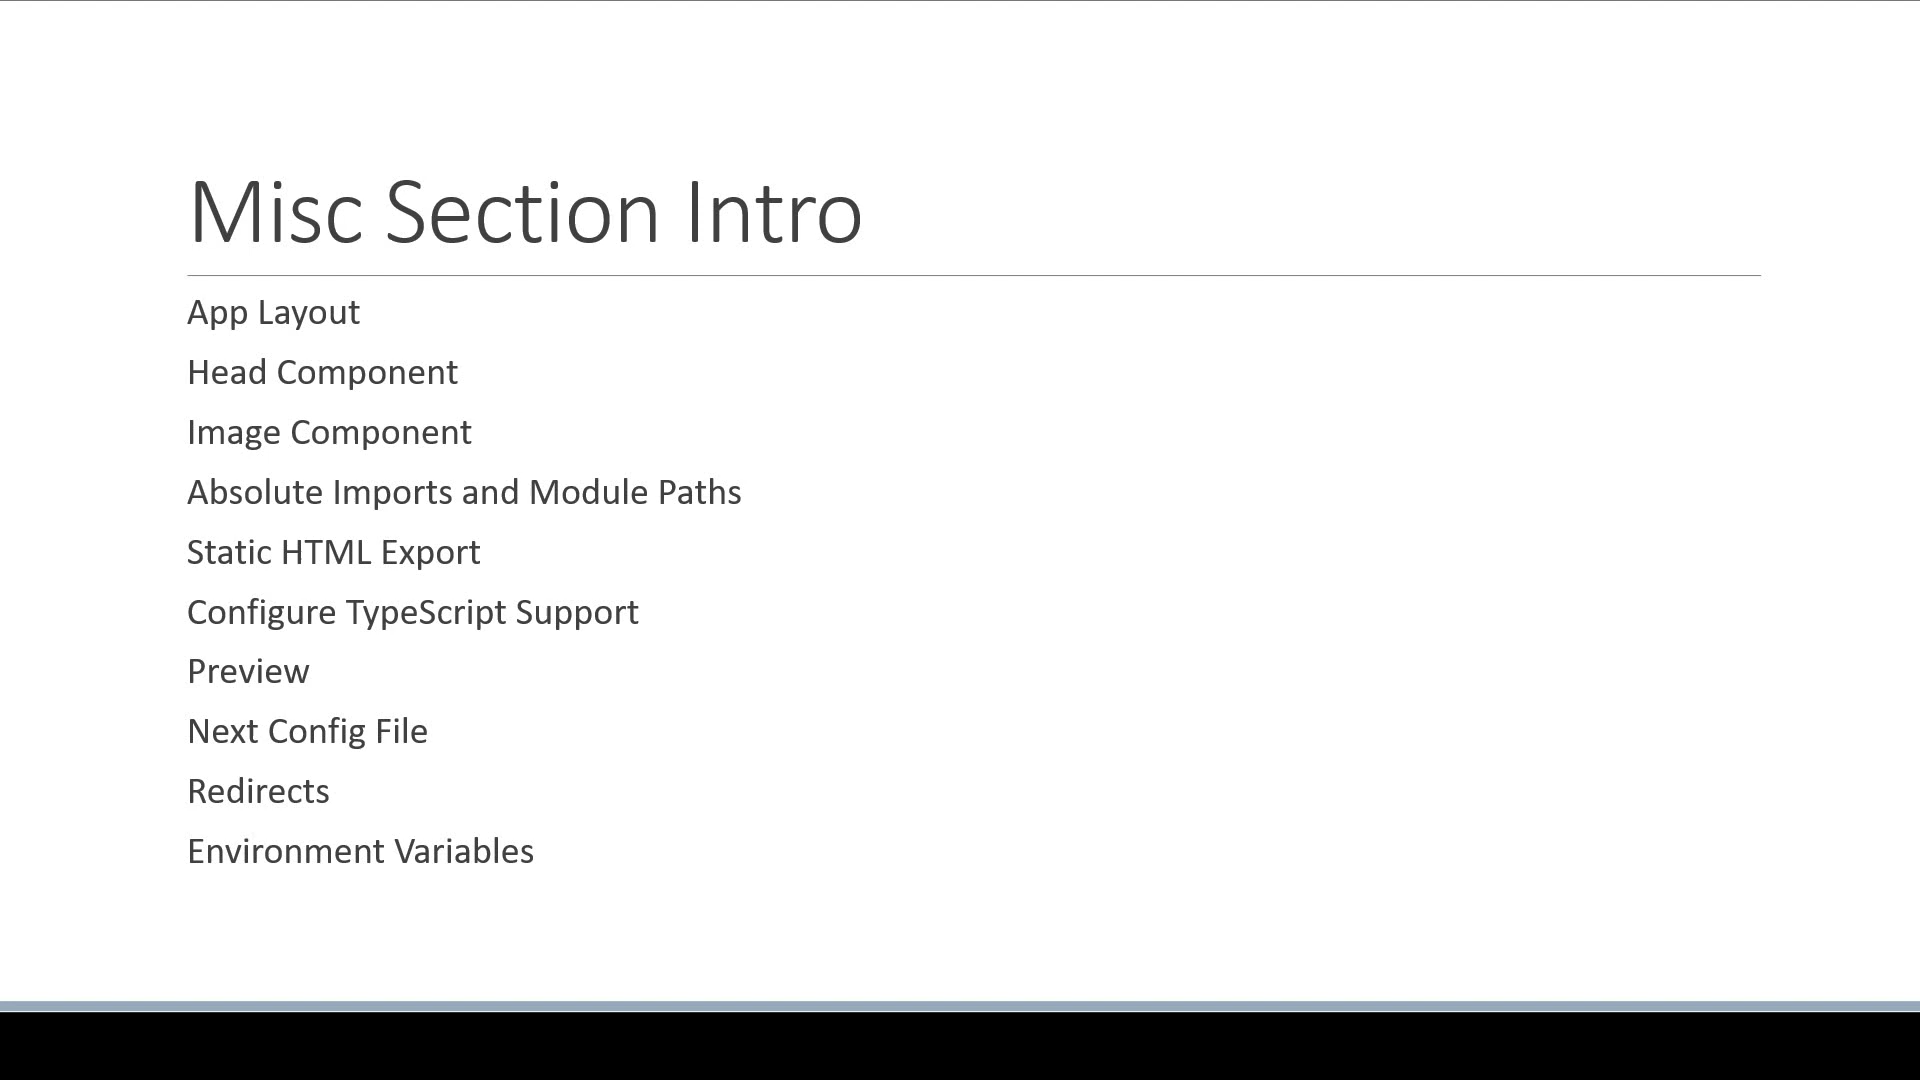 Misc Section Intro
App Layout
Head Component
Image Component
Absolute Imports and Module Paths
Static HTML Export
Configure TypeScript Support
Preview
Next Config File
Redirects
Environment Variables